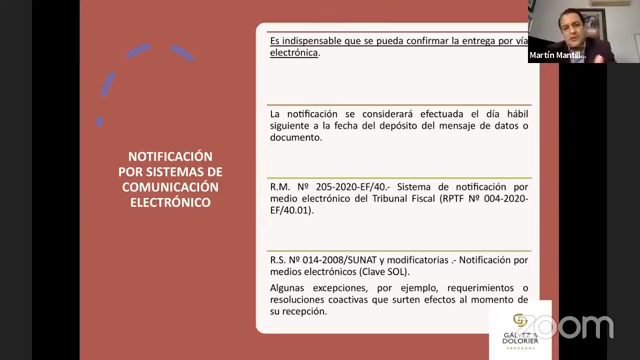 Es indispensable que se pueda confirmar la entrega por vía
electrónica.
Martín Mantill...
La notificación se considerará efectuada el día hábil
siguiente a la fecha del depósito del mensaje de datos o
documento.
NOTIFICACIÓN
POR SISTEMAS DE
COMUNICACIÓN
ELECTRÓNICO
R.M. Nº 205-2020-EF/40.- Sistema de notificación por
medio electrónico del Tribunal Fiscal (RPTF Nº 004-2020-
EF/40.01).
R.S. Nº 014-2008/SUNAT y modificatorias .- Notificación por
medios electrónicos (Clave SOL).
Algunas excepciones, por ejemplo, requerimientos o
resoluciones coactivas que surten efectos al momento de
su recepción.
zoom
DOLORIER